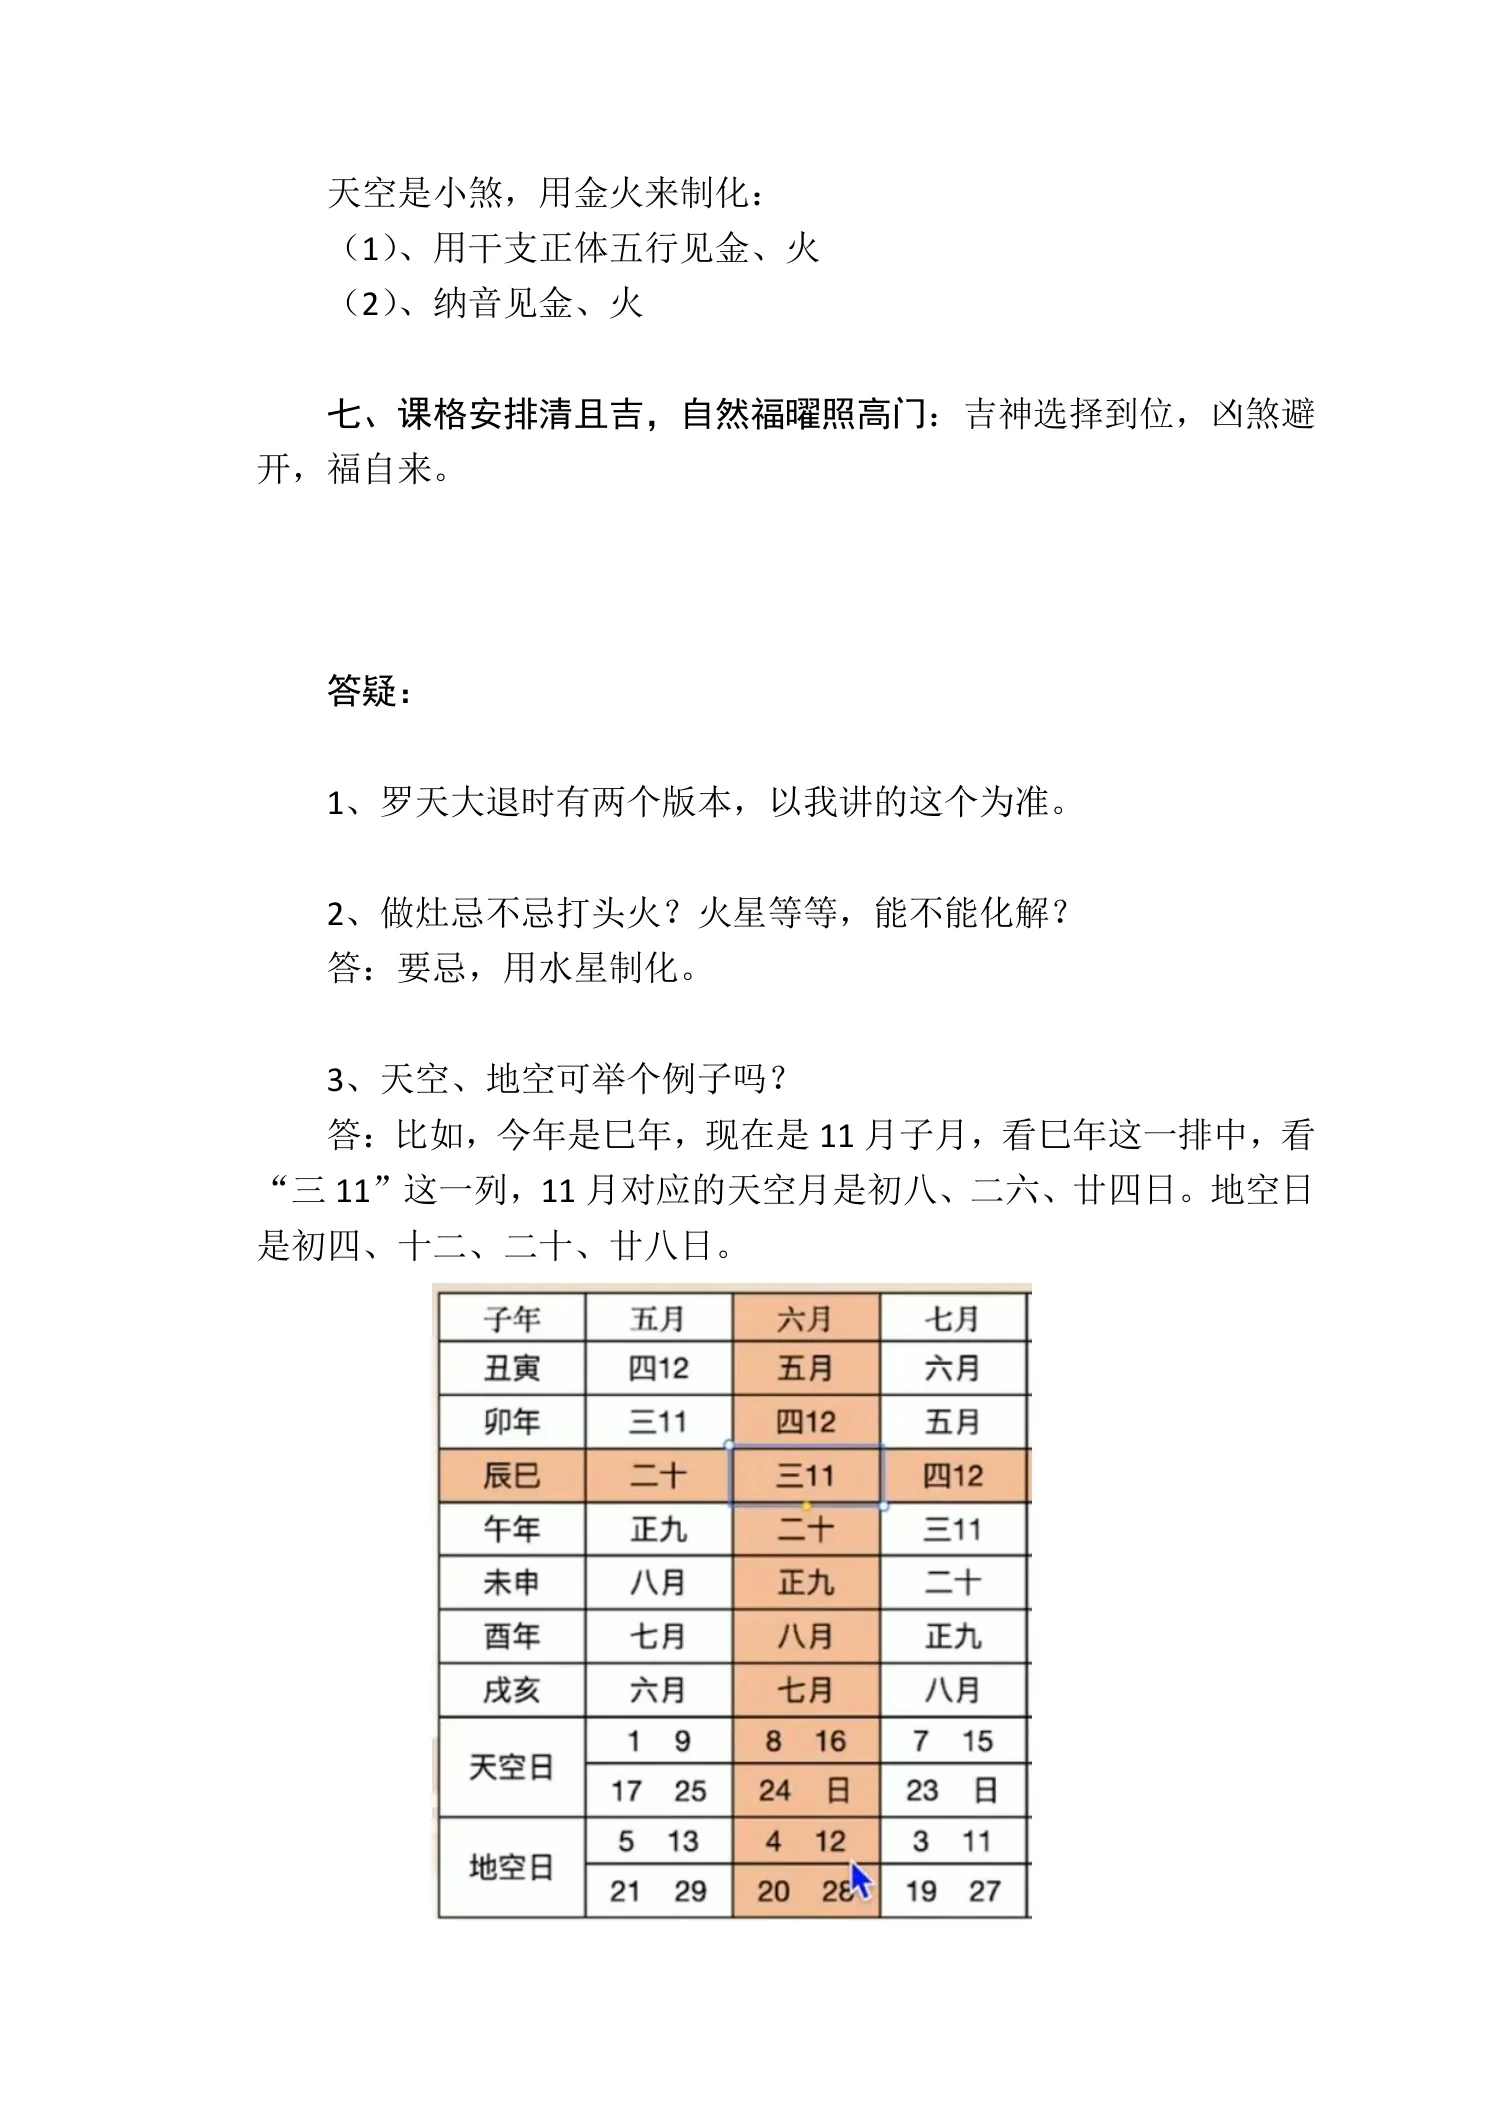 天空是小煞，用金火来制化：
（1）、用干支正体五行见金、火
（2）、纳音见金、火
七、课格安排清且吉，自然福曜照高门：吉神选择到位，凶煞避
开，福自来。
答疑：
1、罗天大退时有两个版本，以我讲的这个为准。
2、做灶忌不忌打头火？火星等等，能不能化解？
答：要忌，用水星制化。
3、天空、地空可举个例子吗？
答：比如，今年是巳年，现在是 11 月子月，看巳年这一排中，看
“三 11”这一列，11 月对应的天空月是初八、二六、廿四日。地空日
是初四、十二、二十、廿八日。
子年 五月 六月 七月
丑寅 四12 五月 六月
卯年 三11 四12 五月
辰巳 二十 三11 四12
午年 正九 二十 三11
未申 八月 正九 二十
酉年 七月 八月 正九
戌亥 六月 七月 八月
天空日 1 9 8 16 7 15
17 25 24 日 23 日
地空日 5 13 4 12 3 11
21 29 20 28 19 27